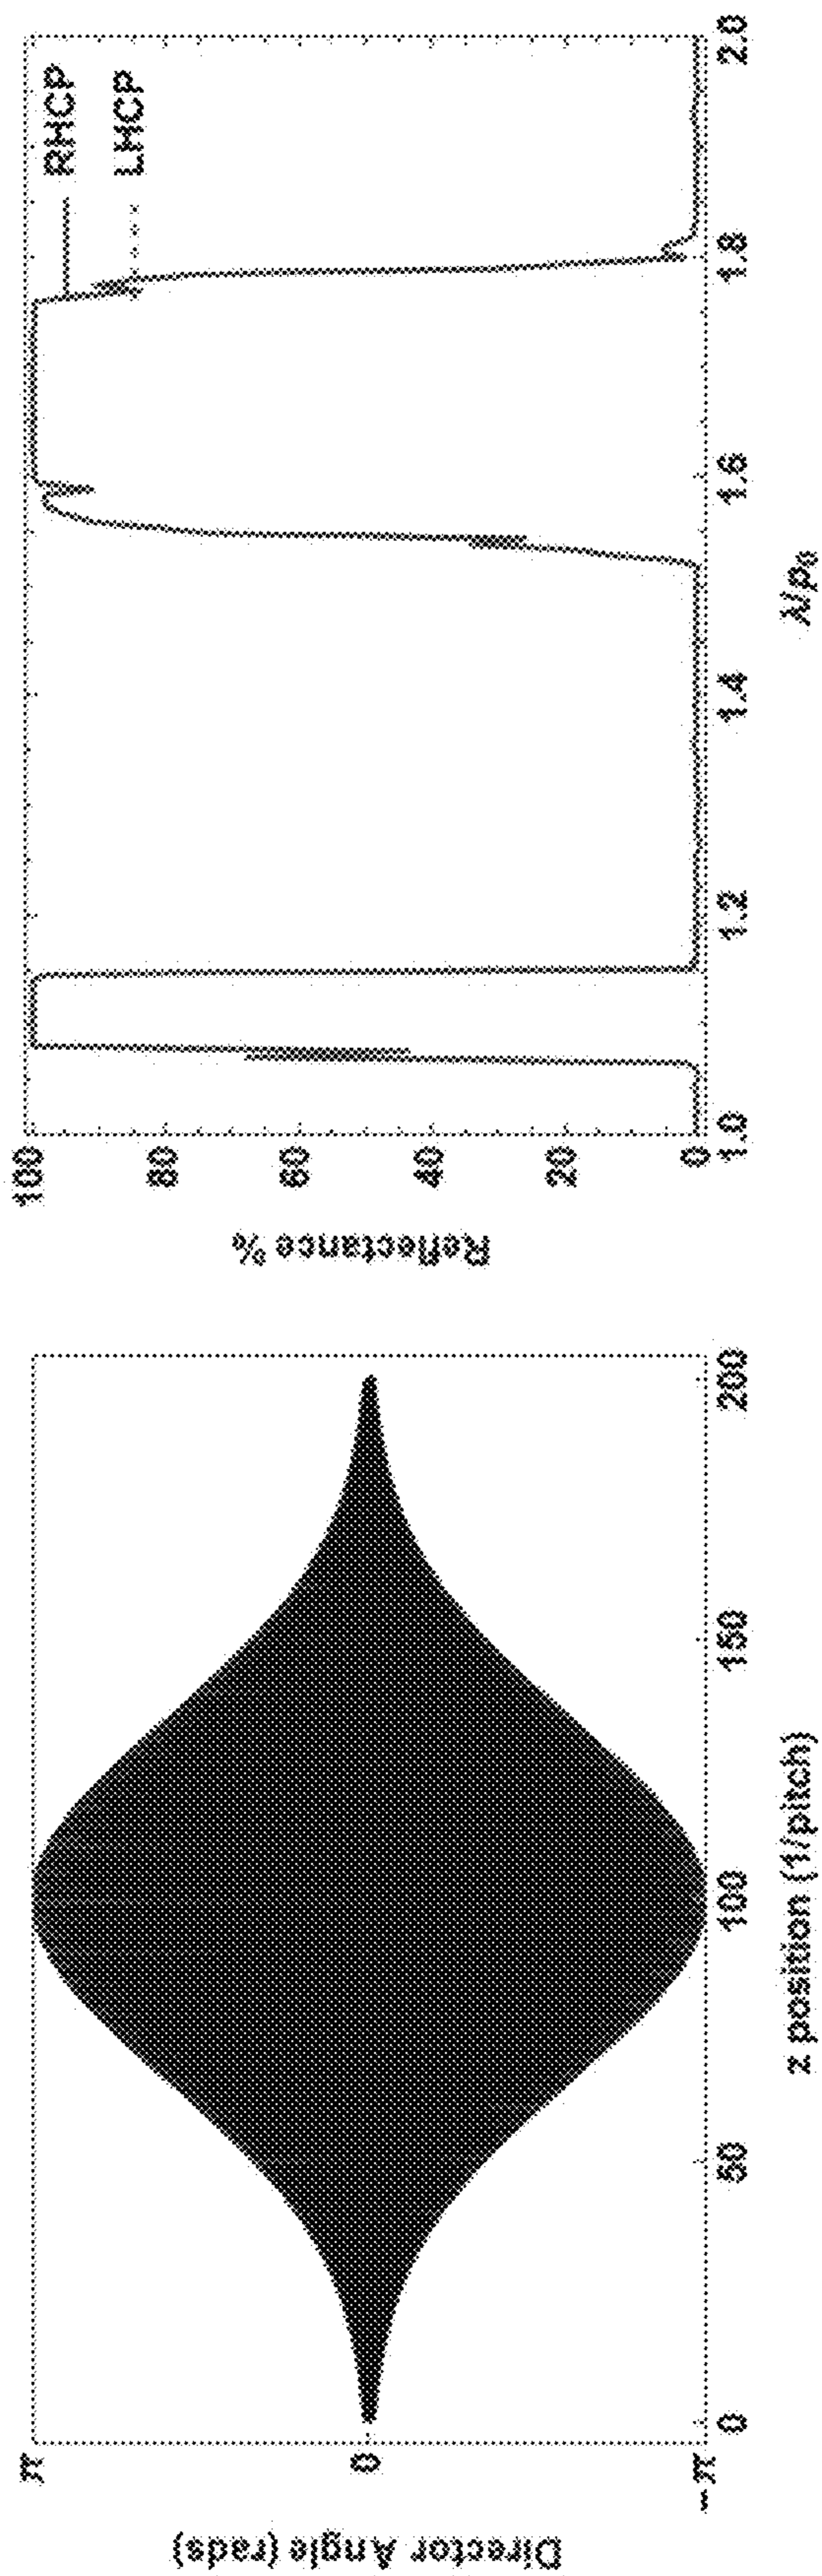 Director Angle (rads)
π
0
-π
0
50
100
150
200
z position (1/pitch)
Reflectance %
100
80
60
40
20
0
1.0
1.2
1.4
1.6
1.8
2.0
λ/p₀
RHCP
LHCP